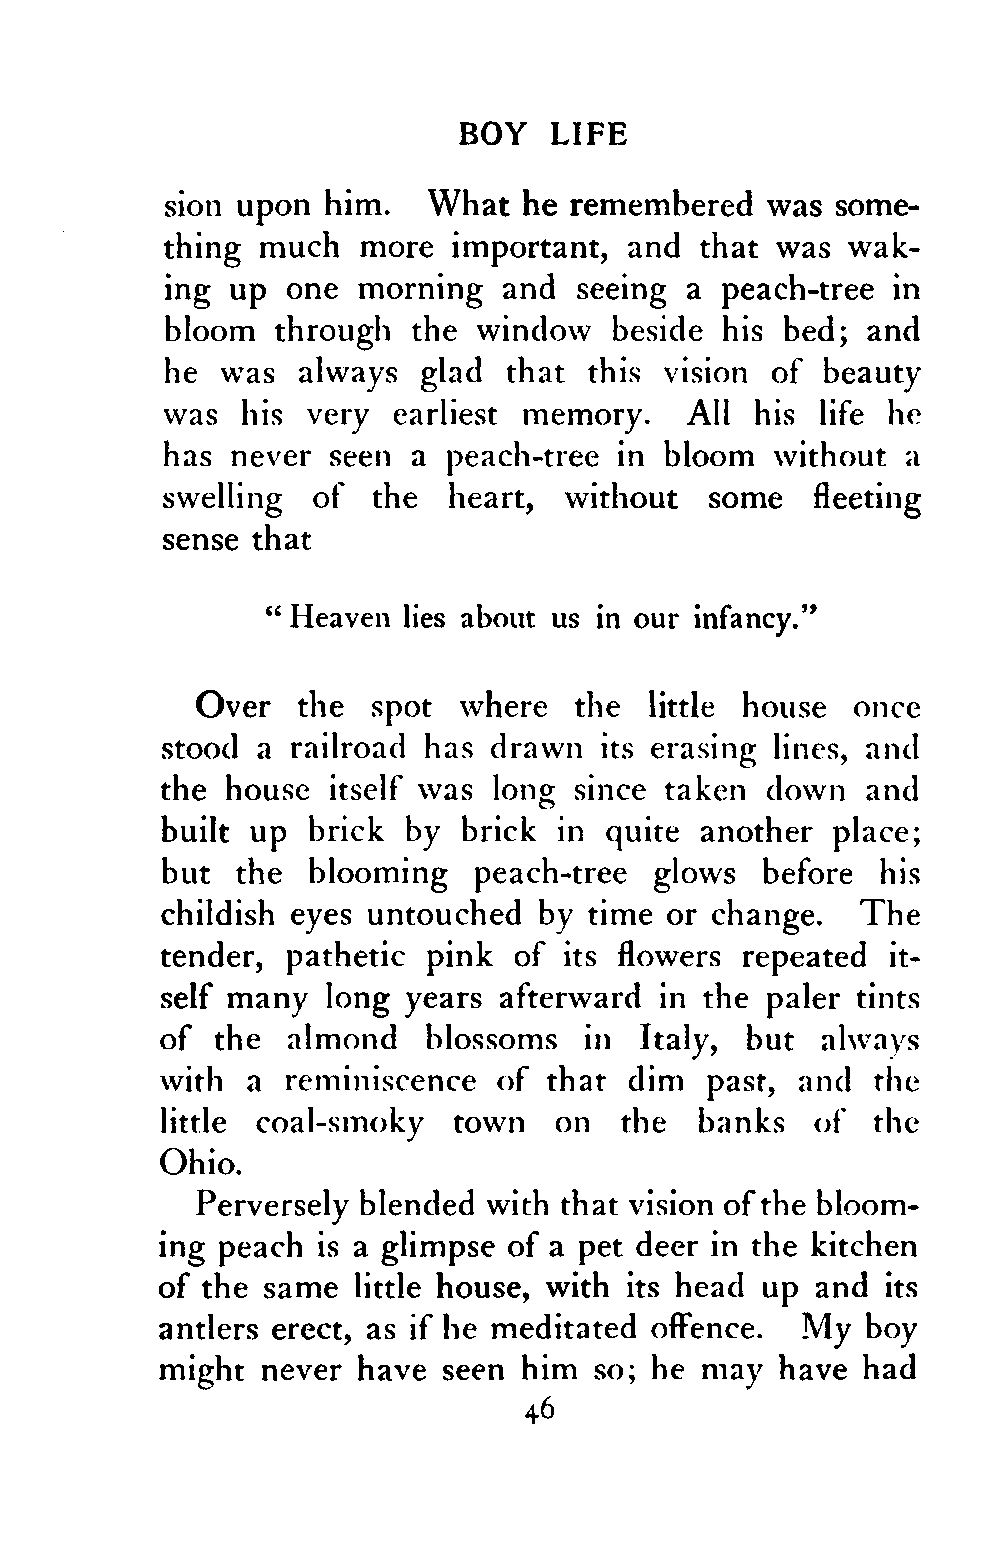 BOY LIFE
sion upon him. What he remembered was some-
thing much more important, and that was wak-
ing up one morning and seeing a peach-tree in
bloom through the window beside his bed; and
he was always glad that this vision of beauty
was his very earliest memory. All his life he
has never seen a peach-tree in bloom without a
swelling of the heart, without some fleeting
sense that
“Heaven lies about us in our infancy.”
Over the spot where the little house once
stood a railroad has drawn its erasing lines, and
the house itself was long since taken down and
built up brick by brick in quite another place;
but the blooming peach-tree glows before his
childish eyes untouched by time or change. The
tender, pathetic pink of its flowers repeated it-
self many long years afterward in the paler tints
of the almond blossoms in Italy, but always
with a reminiscence of that dim past, and the
little coal-smoky town on the banks of the
Ohio.
Perversely blended with that vision of the bloom-
ing peach is a glimpse of a pet deer in the kitchen
of the same little house, with its head up and its
antlers erect, as if he meditated offence. My boy
might never have seen him so; he may have had
46